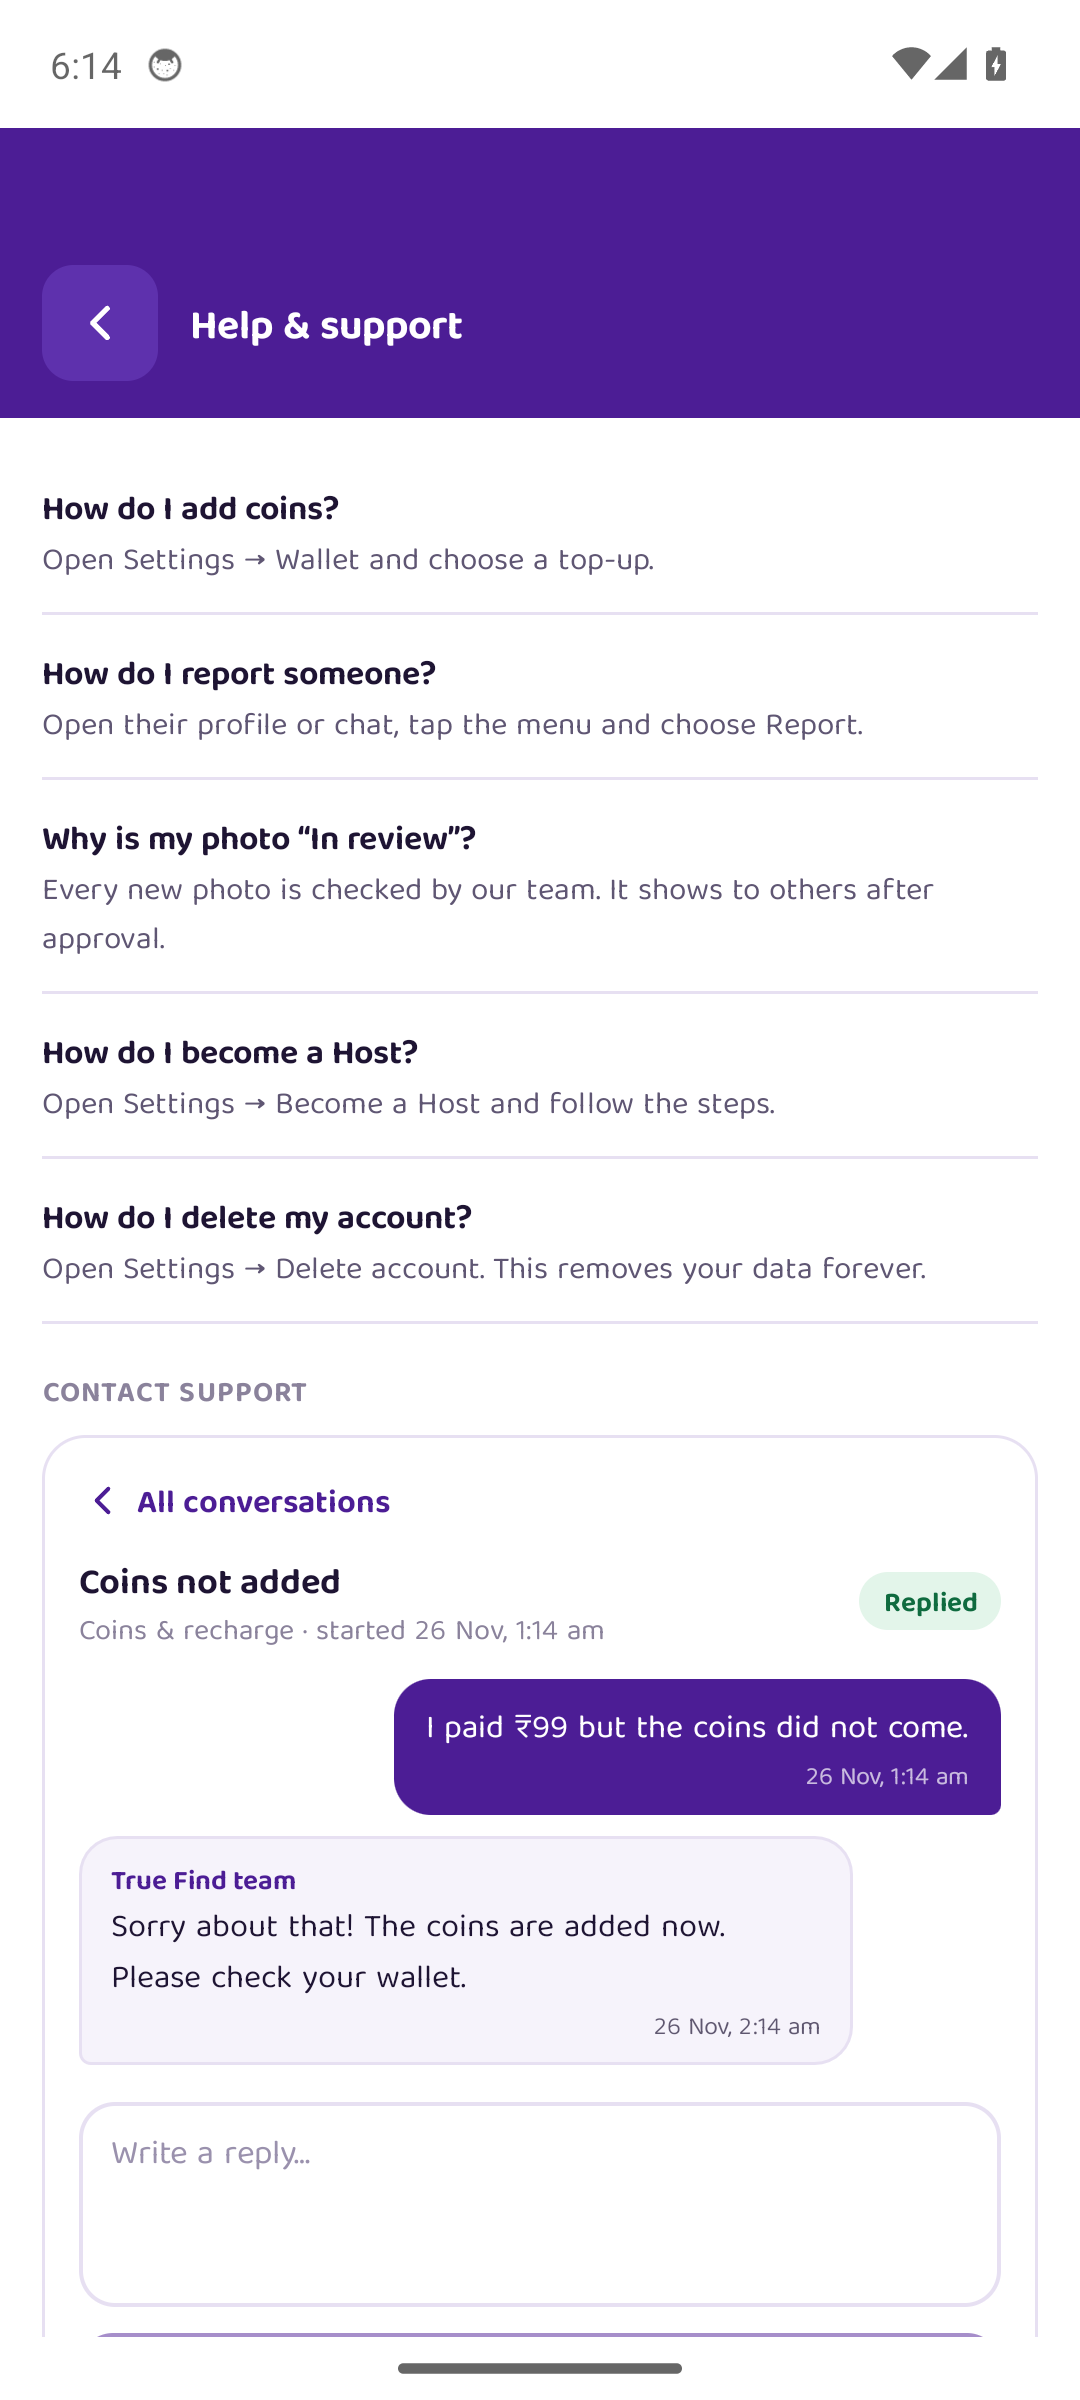 6:14
Help & support
How do I add coins?
Open Settings → Wallet and choose a top-up.
How do I report someone?
Open their profile or chat, tap the menu and choose Report.
Why is my photo “In review”?
Every new photo is checked by our team. It shows to others after
approval.
How do I become a Host?
Open Settings → Become a Host and follow the steps.
How do I delete my account?
Open Settings → Delete account. This removes your data forever.
CONTACT SUPPORT
All conversations
Coins not added
Replied
Coins & recharge · started 26 Nov, 1:14 am
I paid ₹99 but the coins did not come.
26 Nov, 1:14 am
True Find team
Sorry about that! The coins are added now.
Please check your wallet.
26 Nov, 2:14 am
Write a reply...